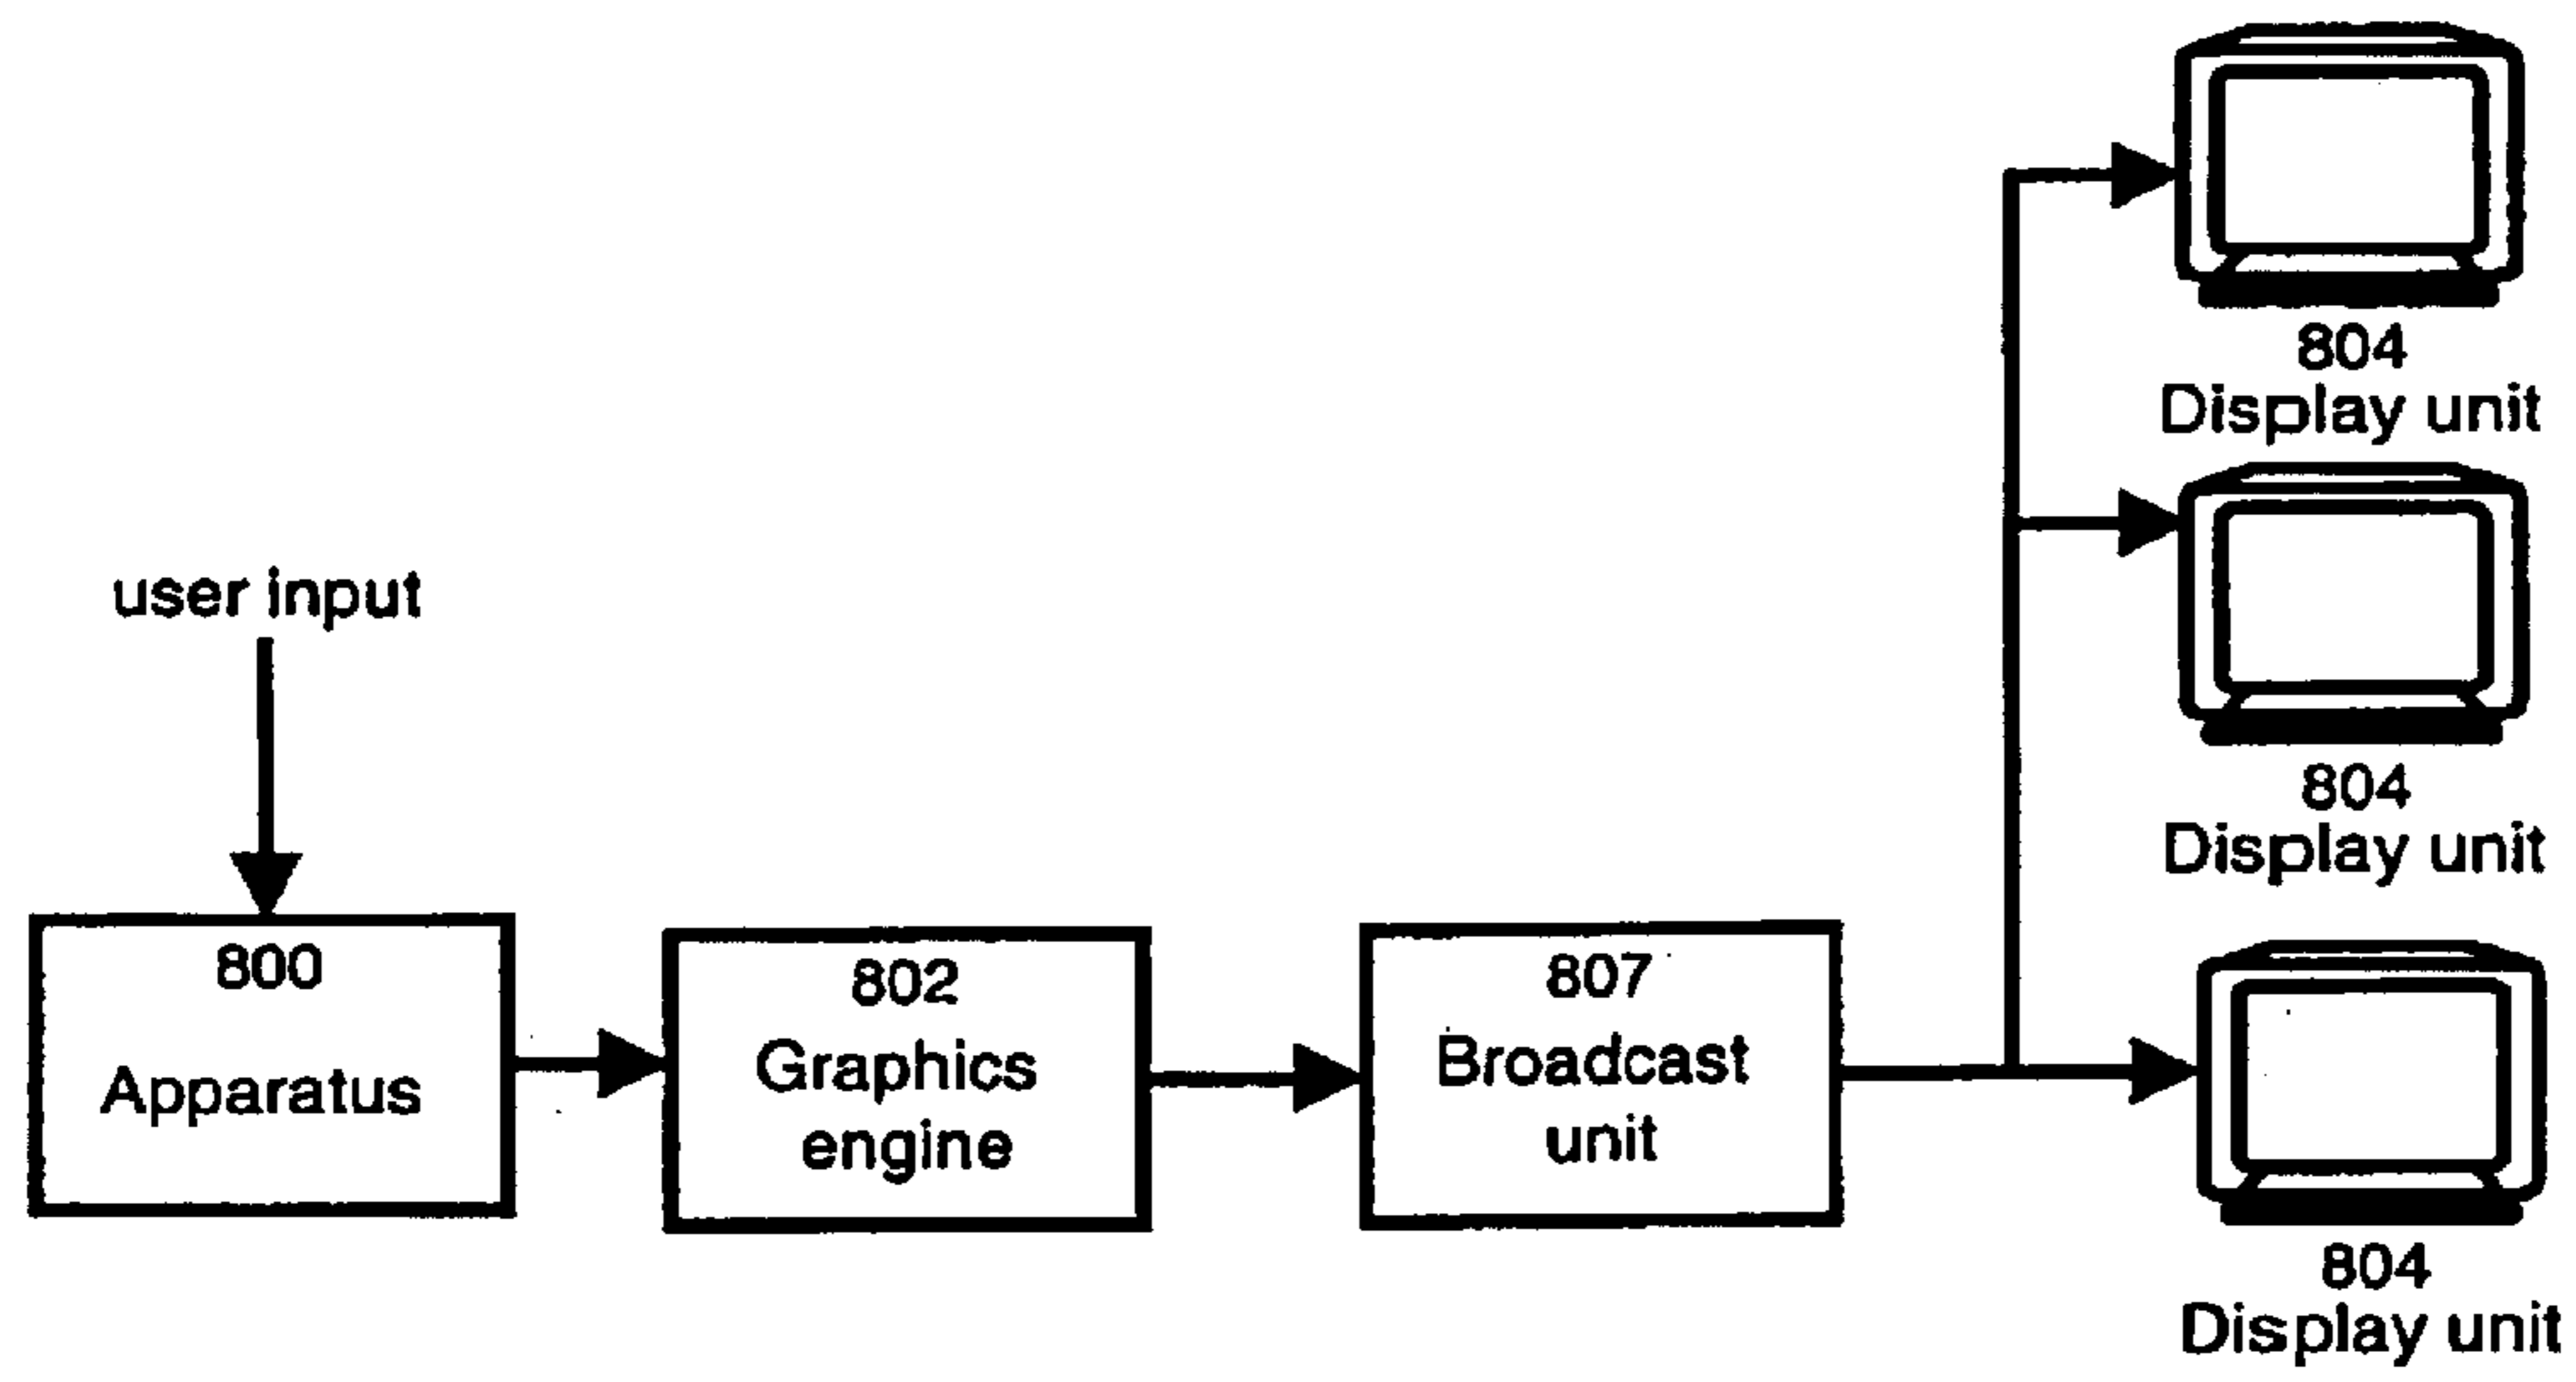 804
Display unit
804
Display unit
user input
800
Apparatus
802
Graphics
engine
807
Broadcast
unit
804
Display unit